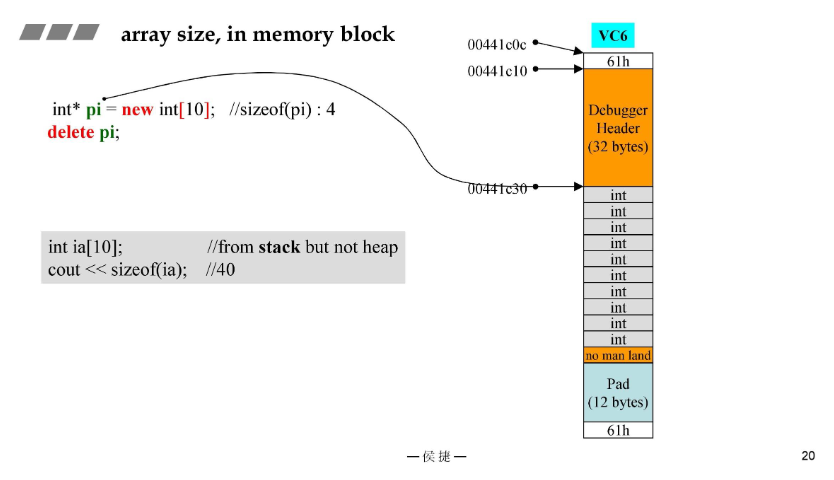 array size, in memory block
int* pi = new int[10]; //sizeof(pi) : 4
delete pi;
int ia[10]; //from stack but not heap
cout << sizeof(ia); //40
VC6
00441c0c
61h
00441c10
Debugger
Header
(32 bytes)
00441c30
int
int
int
int
int
int
int
int
int
int
no man land
Pad
(12 bytes)
61h
— 侯捷 —
20